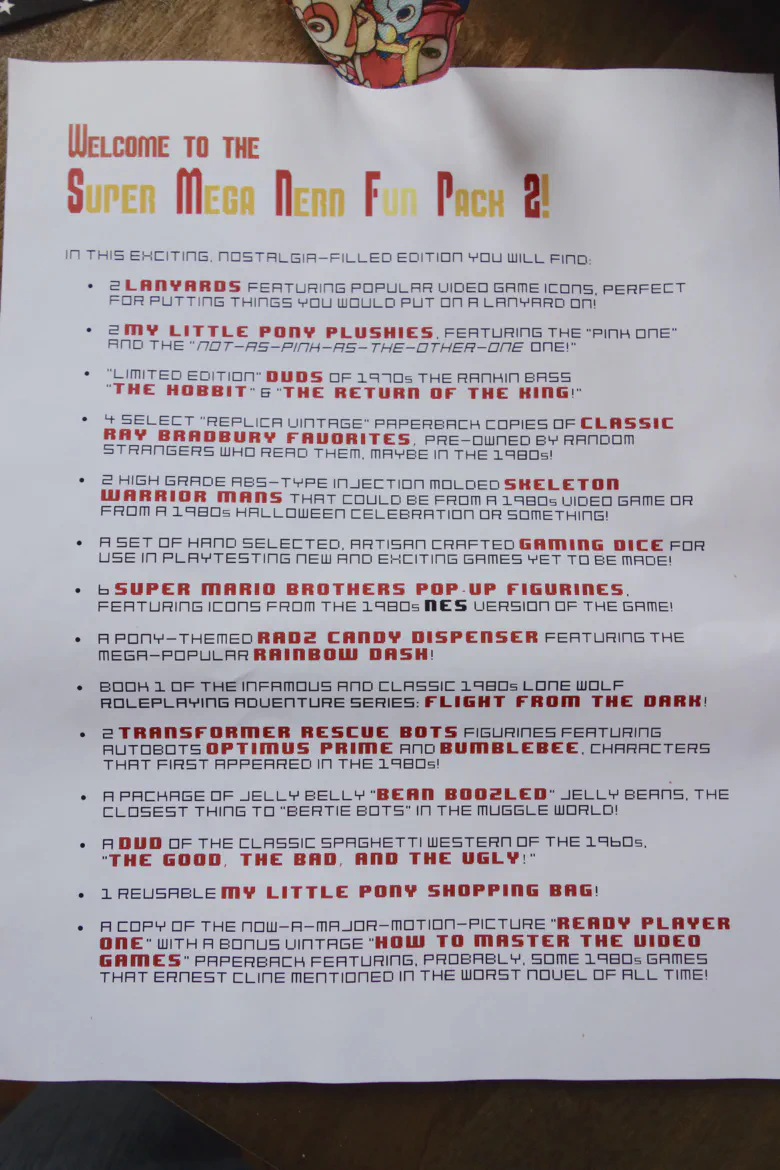 WELCOME TO THE
SUPER MEGA NERD FUN PACK 2!
IN THIS EXCITING, NOSTALGIA-FILLED EDITION YOU WILL FIND:
• 2 LANYARDS FEATURING POPULAR VIDEO GAME ICONS, PERFECT
FOR PUTTING THINGS YOU WOULD PUT ON A LANYARD ON!
• 2 MY LITTLE PONY PLUSHIES, FEATURING THE "PINK ONE"
AND THE "NOT-AS-PINK-AS-THE-OTHER-ONE ONE!"
• "LIMITED EDITION" DVDS OF 1970s THE RANKIN BASS
"THE HOBBIT" & "THE RETURN OF THE KING!"
• 4 SELECT "REPLICA VINTAGE" PAPERBACK COPIES OF CLASSIC
RAY BRADBURY FAVORITES, PRE-OWNED BY RANDOM
STRANGERS WHO READ THEM, MAYBE IN THE 1980s!
• 2 HIGH GRADE ABS-TYPE INJECTION MOLDED SKELETON
WARRIOR MANS THAT COULD BE FROM A 1980s VIDEO GAME OR
FROM A 1980s HALLOWEEN CELEBRATION OR SOMETHING!
• A SET OF HAND SELECTED, ARTISAN CRAFTED GAMING DICE FOR
USE IN PLAYTESTING NEW AND EXCITING GAMES YET TO BE MADE!
• 6 SUPER MARIO BROTHERS POP-UP FIGURINES,
FEATURING ICONS FROM THE 1980s NES VERSION OF THE GAME!
• A PONY-THEMED RADZ CANDY DISPENSER FEATURING THE
MEGA-POPULAR RAINBOW DASH!
• BOOK 1 OF THE INFAMOUS AND CLASSIC 1980s LONE WOLF
ROLEPLAYING ADVENTURE SERIES: FLIGHT FROM THE DARK!
• 2 TRANSFORMER RESCUE BOTS FIGURINES FEATURING
AUTOBOTS OPTIMUS PRIME AND BUMBLEBEE, CHARACTERS
THAT FIRST APPEARED IN THE 1980s!
• A PACKAGE OF JELLY BELLY "BEAN BOOZLED" JELLY BEANS, THE
CLOSEST THING TO "BERTIE BOTS" IN THE MUGGLE WORLD!
• A DVD OF THE CLASSIC SPAGHETTI WESTERN OF THE 1960s,
"THE GOOD, THE BAD, AND THE UGLY!"
• 1 REUSABLE MY LITTLE PONY SHOPPING BAG!
• A COPY OF THE NOW-A-MAJOR-MOTION-PICTURE "READY PLAYER
ONE" WITH A BONUS VINTAGE "HOW TO MASTER THE VIDEO
GAMES" PAPERBACK FEATURING, PROBABLY, SOME 1980s GAMES
THAT ERNEST CLINE MENTIONED IN THE WORST NOVEL OF ALL TIME!